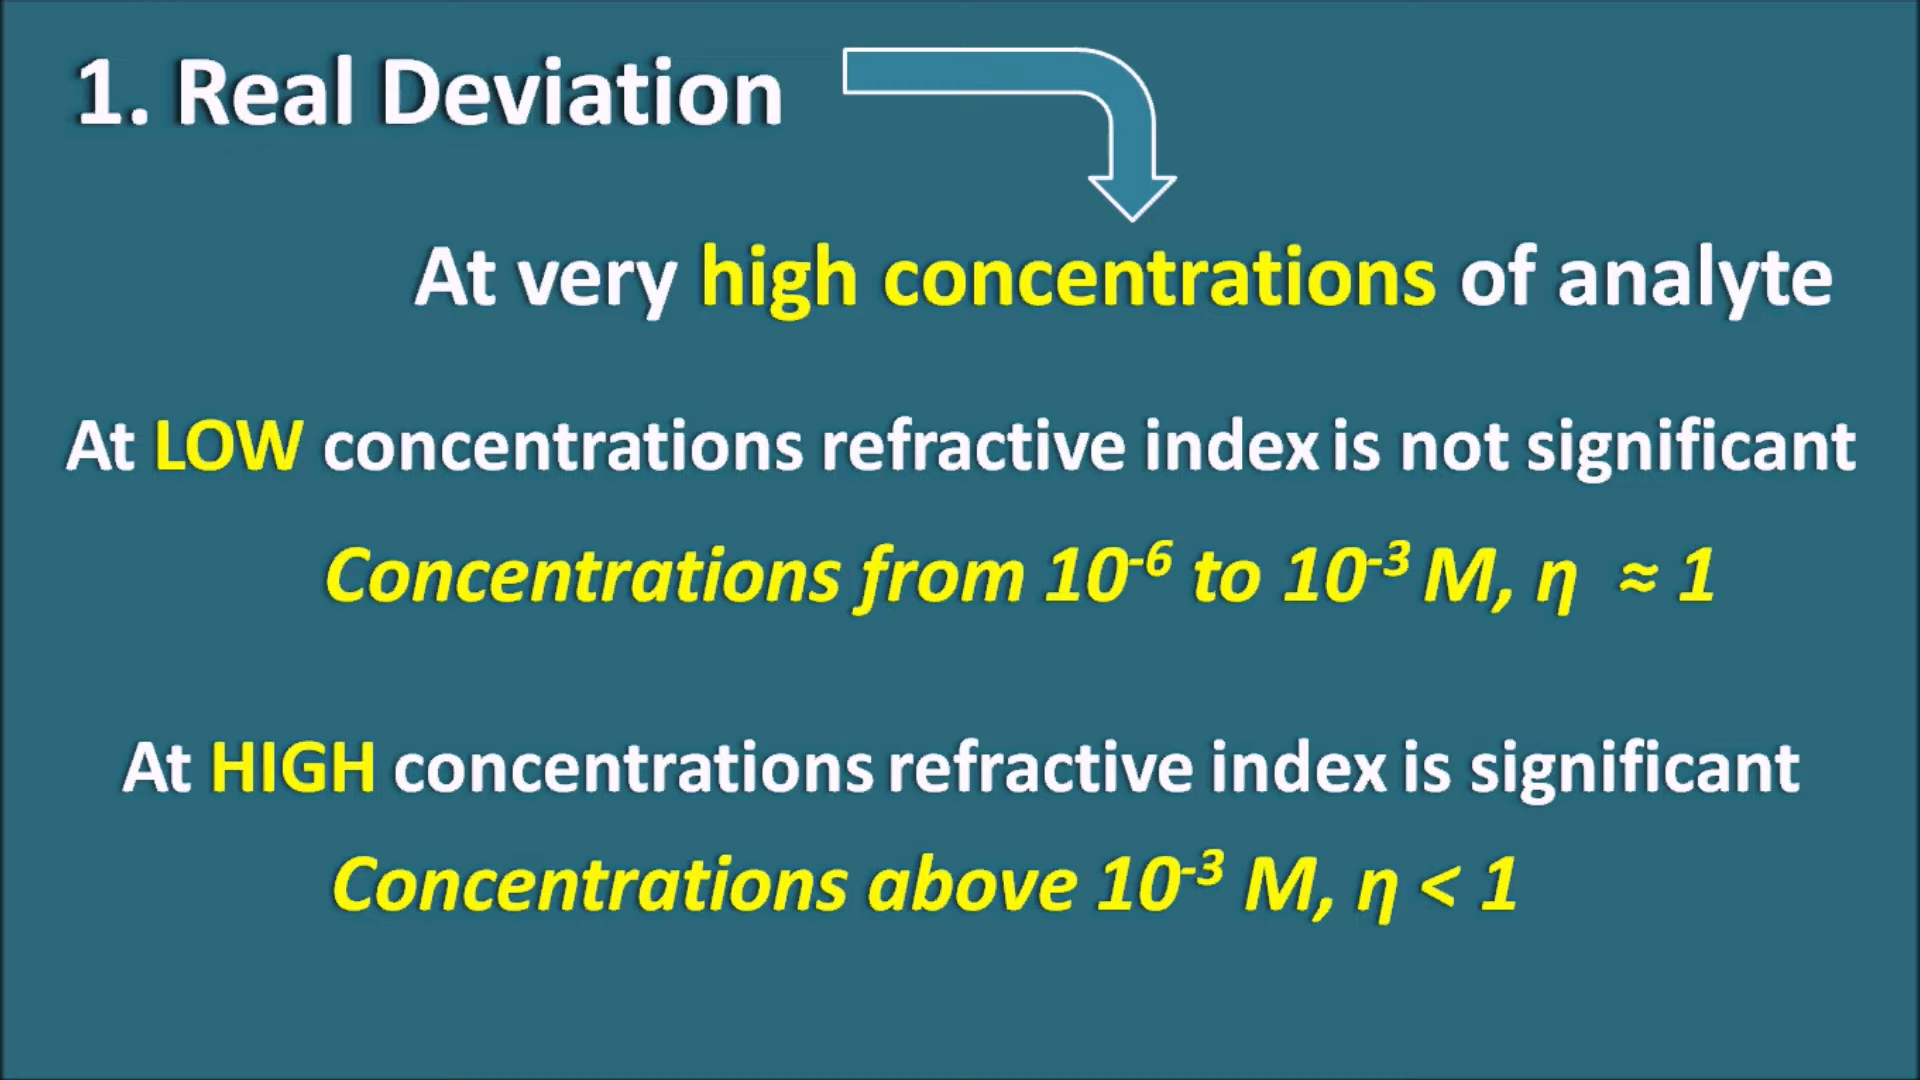 1. Real Deviation
At very high concentrations of analyte
At LOW concentrations refractive index is not significant
Concentrations from 10⁻⁶ to 10⁻³ M, η ≈ 1
At HIGH concentrations refractive index is significant
Concentrations above 10⁻³ M, η < 1